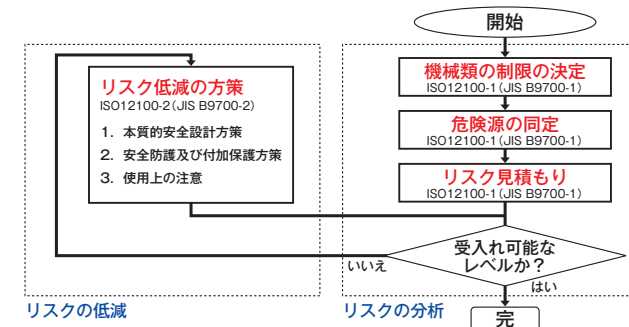 開始
機械類の制限の決定
ISO12100-1(JIS B9700-1)
危険源の同定
ISO12100-1(JIS B9700-1)
リスク見積もり
ISO12100-1(JIS B9700-1)
受入れ可能な
レベルか?
いいえ
はい
完
リスクの分析
リスク低減の方策
ISO12100-2(JIS B9700-2)
1. 本質的安全設計方策
2. 安全防護及び付加保護方策
3. 使用上の注意
リスクの低減